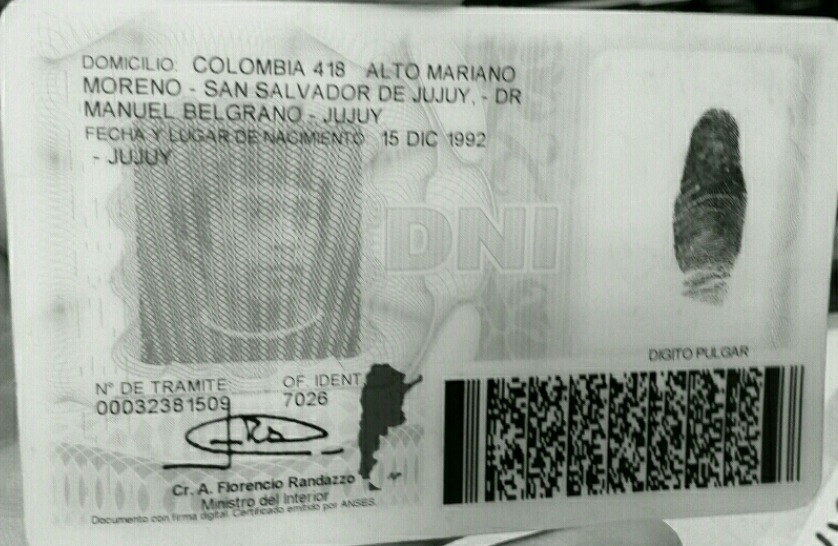 DOMICILIO: COLOMBIA 418 ALTO MARIANO
MORENO - SAN SALVADOR DE JUJUY, - DR
MANUEL BELGRANO - JUJUY
FECHA Y LUGAR DE NACIMIENTO 15 DIC 1992
- JUJUY
DNI
DIGITO PULGAR
N° DE TRAMITE OF. IDENT
00032381509 7026
Cr. A. Florencio Randazzo
Ministro del Interior
Documento con firma digital. Certificado emitido por ANSES.